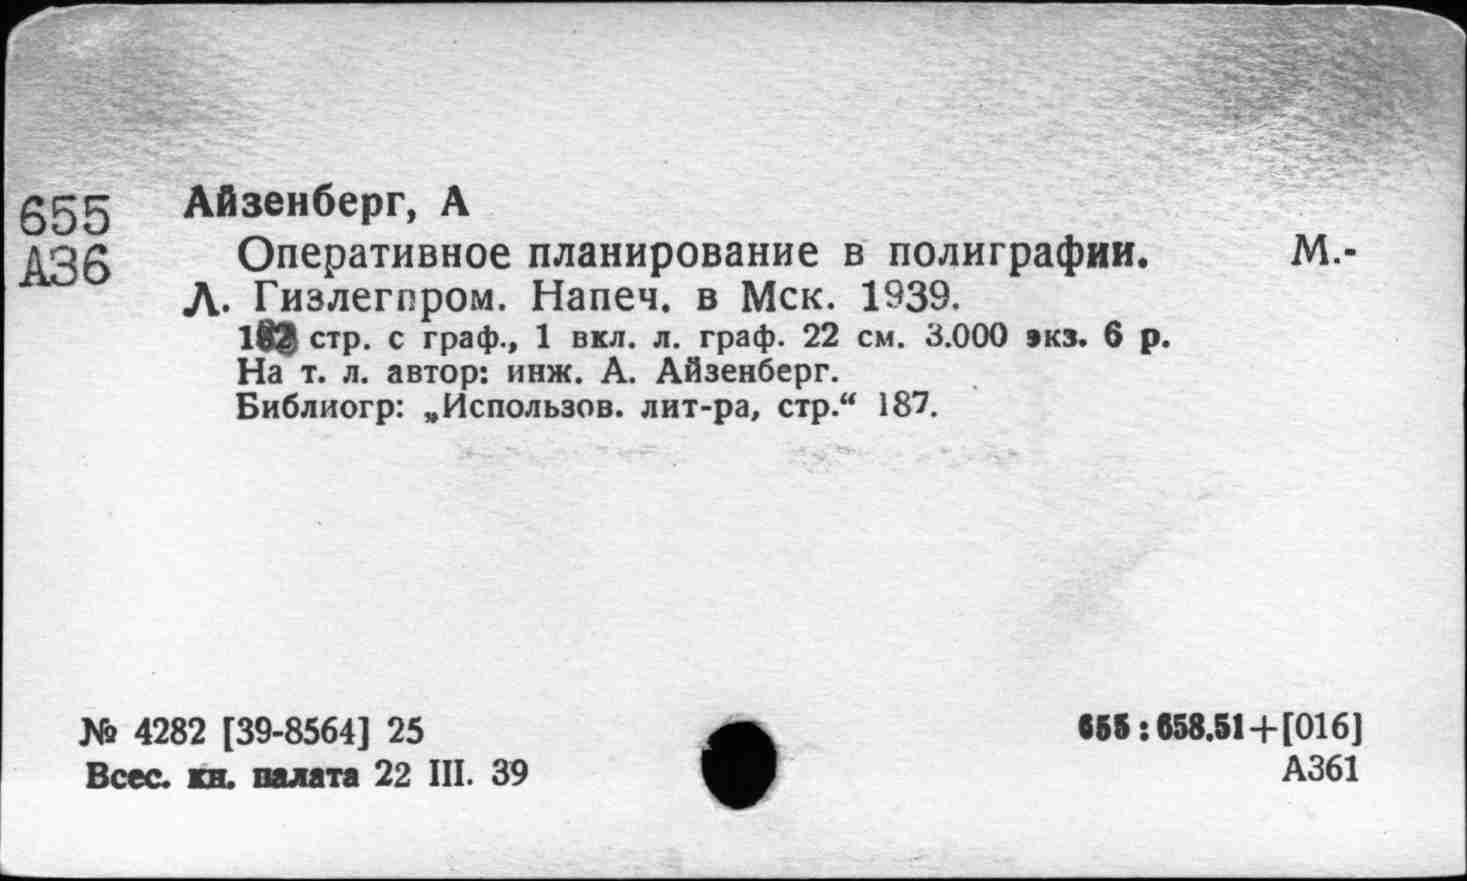 655
А36
Айзенберг, А
Оперативное планирование в полиграфии. М.-
Л. Гизлегпром. Напеч. в Мск. 1939.
стр. с граф., 1 вкл. л. граф. 22 см. 3.000 экз. 6 р.
На т. л. автор: инж. А. Айзенберг.
Библиогр: „Использов. лит-ра, стр.“ 187.
№ 4282 [39-8564] 25
Всес. кн. палата 22 III. 39
655 : 658.51+[016]
А361